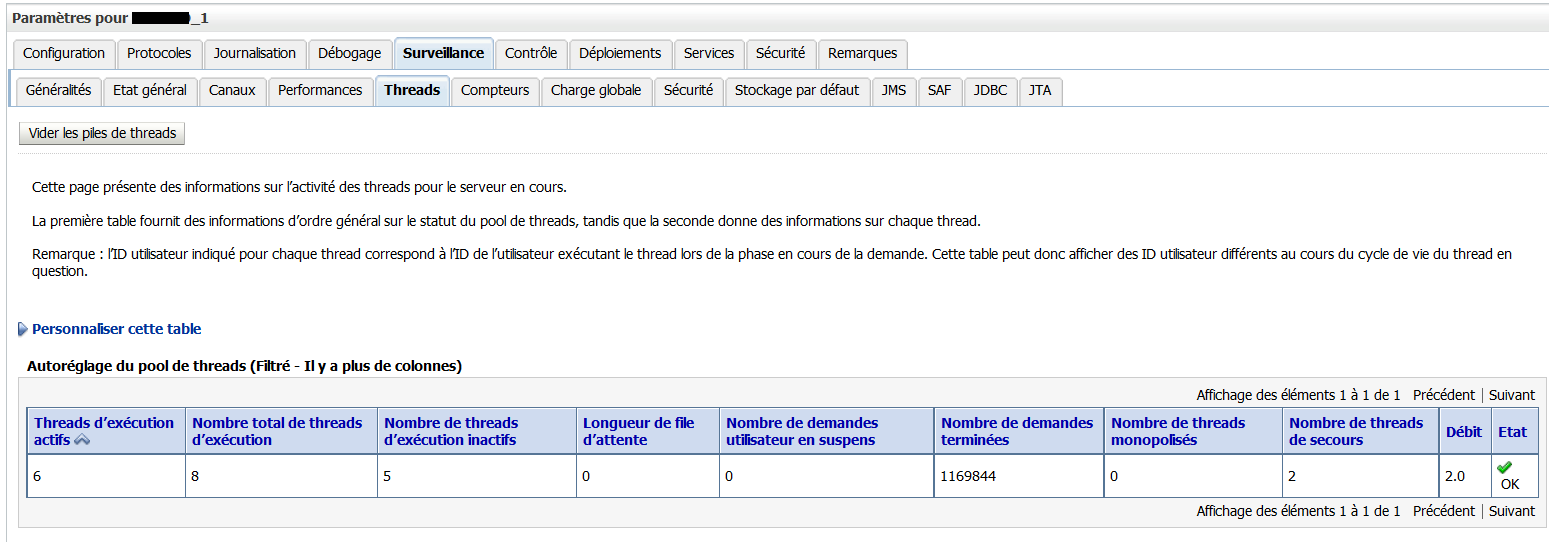 Paramètres pour _1
Configuration Protocoles Journalisation Débogage Surveillance Contrôle Déploiements Services Sécurité Remarques
Généralités Etat général Canaux Performances Threads Compteurs Charge globale Sécurité Stockage par défaut JMS SAF JDBC JTA
Vider les piles de threads
Cette page présente des informations sur l'activité des threads pour le serveur en cours.
La première table fournit des informations d'ordre général sur le statut du pool de threads, tandis que la seconde donne des informations sur chaque thread.
Remarque : l'ID utilisateur indiqué pour chaque thread correspond à l'ID de l'utilisateur exécutant le thread lors de la phase en cours de la demande. Cette table peut donc afficher des ID utilisateur différents au cours du cycle de vie du thread en
question.
Personnaliser cette table
Autoréglage du pool de threads (Filtré - Il y a plus de colonnes)
Affichage des éléments 1 à 1 de 1 Précédent | Suivant
Threads d'exécution Nombre total de threads Nombre de threads Longueur de file Nombre de demandes Nombre de demandes Nombre de threads Nombre de threads Débit Etat
actifs d'exécution d'exécution inactifs d'attente utilisateur en suspens terminées monopolisés de secours
6 8 5 0 0 1169844 0 2 2.0 OK
Affichage des éléments 1 à 1 de 1 Précédent | Suivant